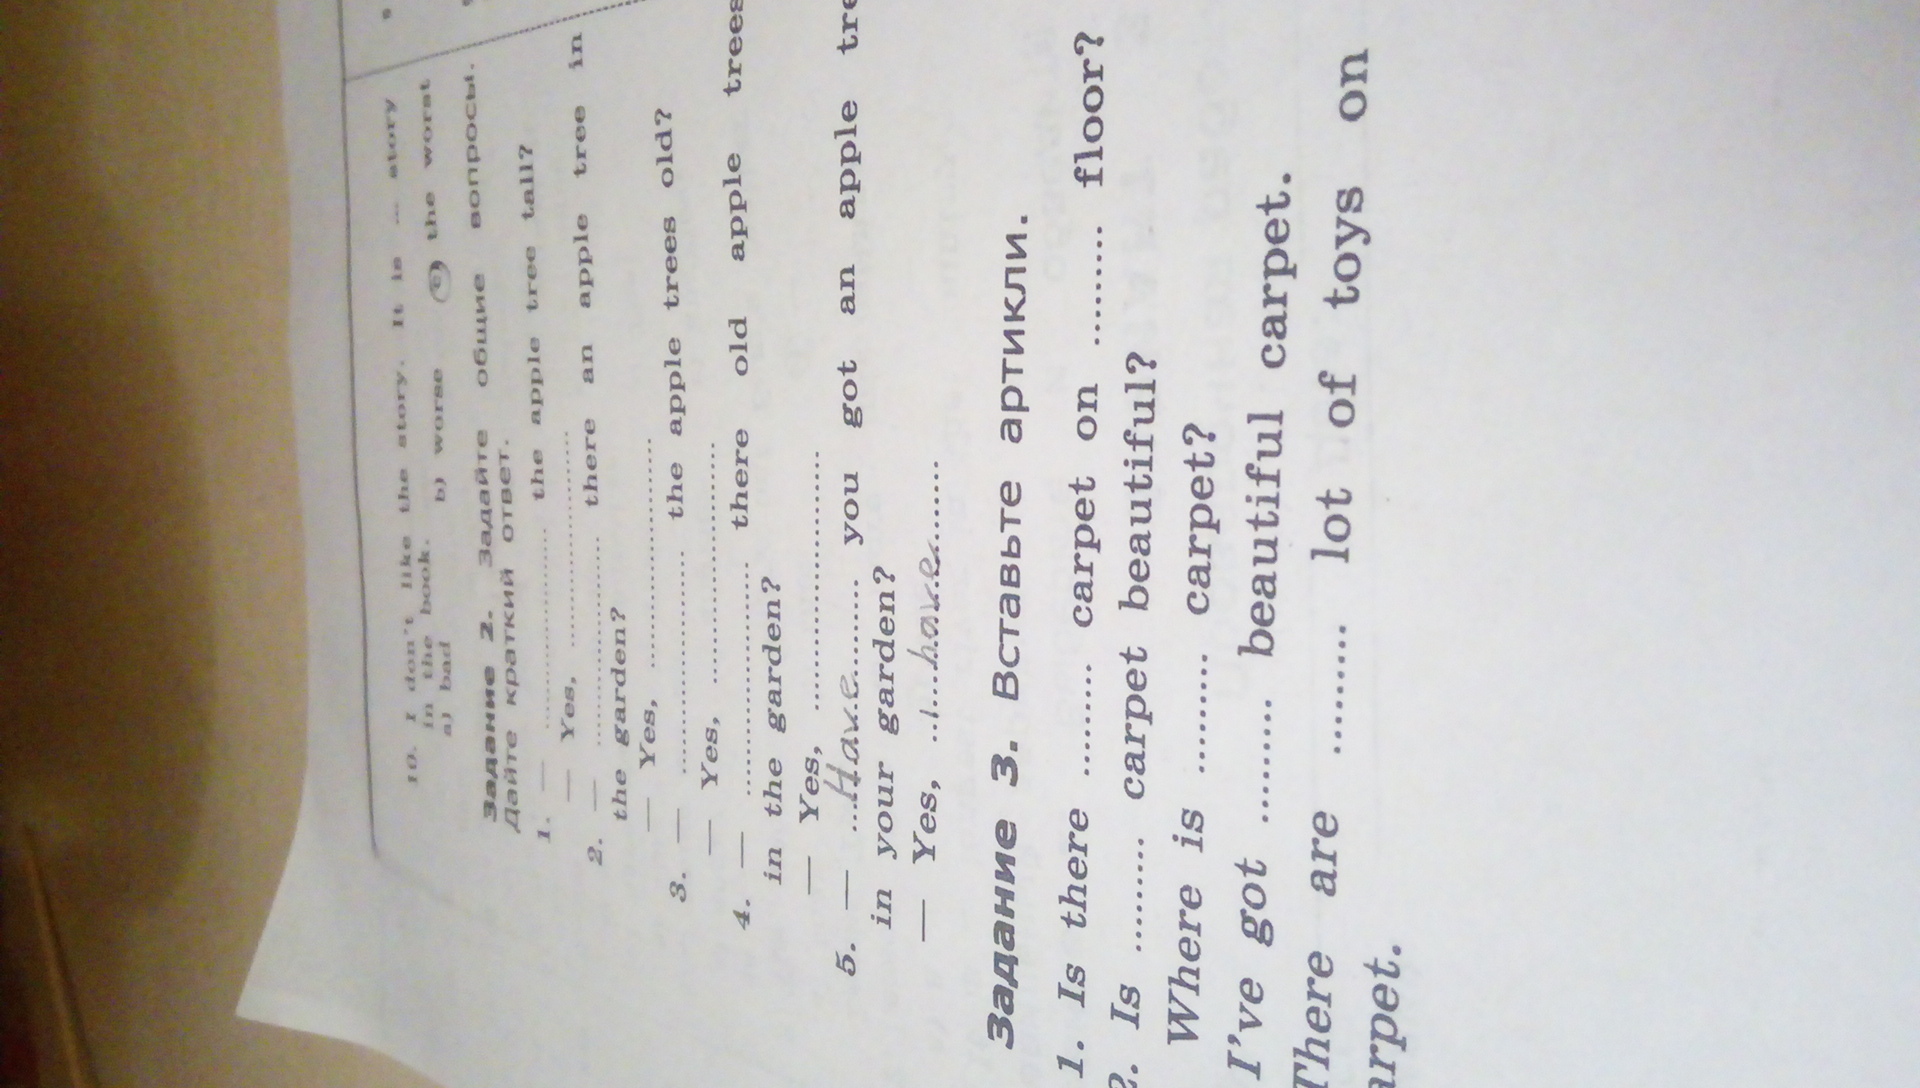 10. I don't like the story. It is ... story
in the book.
a) bad b) worse c) the worst
Задание 2. Задайте общие вопросы.
Дайте краткий ответ.
1. — .................... the apple tree tall?
— Yes, ........................
2. — .................... there an apple tree in
the garden?
— Yes, ........................
3. — .................... the apple trees old?
— Yes, ........................
4. — .................... there old apple trees
in the garden?
— Yes, ........................
5. — ....Have......... you got an apple
in your garden?
— Yes, ...I....have.............
Задание 3. Вставьте артикли.
1. Is there ......... carpet on ......... floor?
2. Is ......... carpet beautiful?
Where is ......... carpet?
I've got ......... beautiful carpet.
There are ......... lot of toys on
arpet.